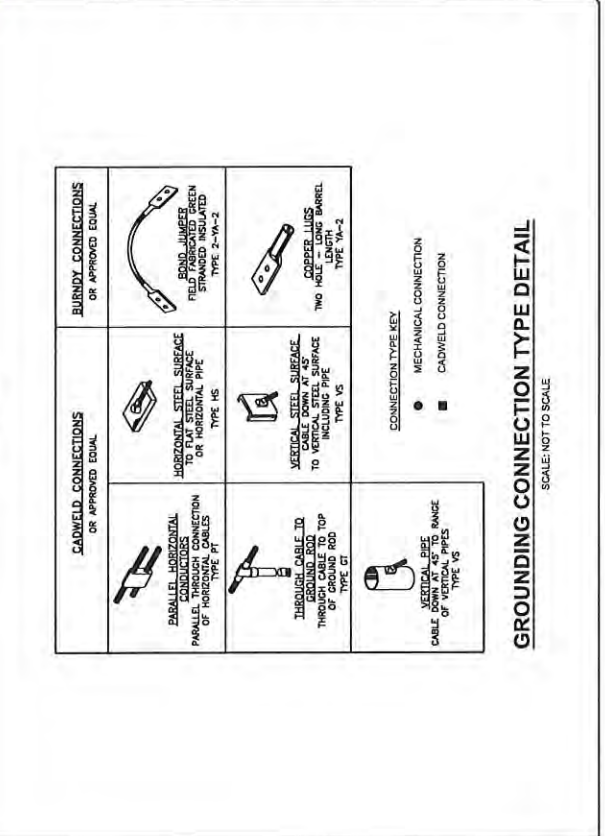 CADWELD CONNECTIONS
OR APPROVED EQUAL
BURNDY CONNECTIONS
OR APPROVED EQUAL
PARALLEL HORIZONTAL
CONDUCTORS
PARALLEL THROUGH CONNECTION
OF HORIZONTAL CABLES
TYPE PT
HORIZONTAL STEEL SURFACE
TO FLAT STEEL SURFACE
OR HORIZONTAL PIPE
TYPE HS
BOND JUMPER
FIELD FABRICATED GREEN
STRANDED INSULATED
TYPE 2-YA-2
THROUGH CABLE TO
GROUND ROD
THROUGH CABLE TO TOP
OF GROUND ROD
TYPE GT
VERTICAL STEEL SURFACE
CABLE DOWN AT 45°
TO VERTICAL STEEL SURFACE
INCLUDING PIPE
TYPE VS
COPPER LUGS
TWO HOLE - LONG BARREL
LENGTH
TYPE YA-2
VERTICAL PIPE
CABLE DOWN AT 45° TS RANGE
OF VERTICAL PIPES
TYPE VS
CONNECTION TYPE KEY
MECHANICAL CONNECTION
CADWELD CONNECTION
GROUNDING CONNECTION TYPE DETAIL
SCALE: NOT TO SCALE